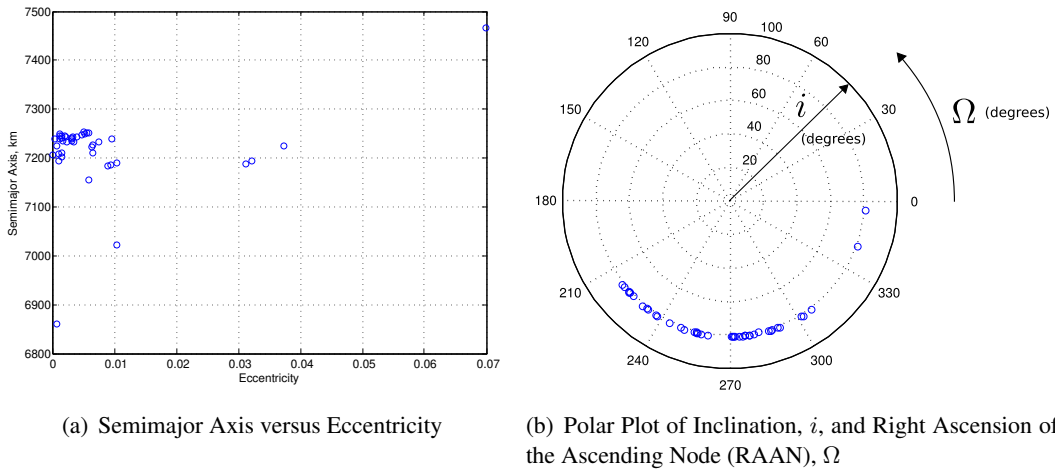 7500
7400
7300
7200
7100
7000
6900
6800
Semimajor Axis, km
0 0.01 0.02 0.03 0.04 0.05 0.06 0.07
Eccentricity
(a) Semimajor Axis versus Eccentricity
90
120 100 60
80
60
150 40 30
20
i
(degrees)
Ω (degrees)
180 0
210 330
240 300
270
(b) Polar Plot of Inclination, i, and Right Ascension of
the Ascending Node (RAAN), Ω